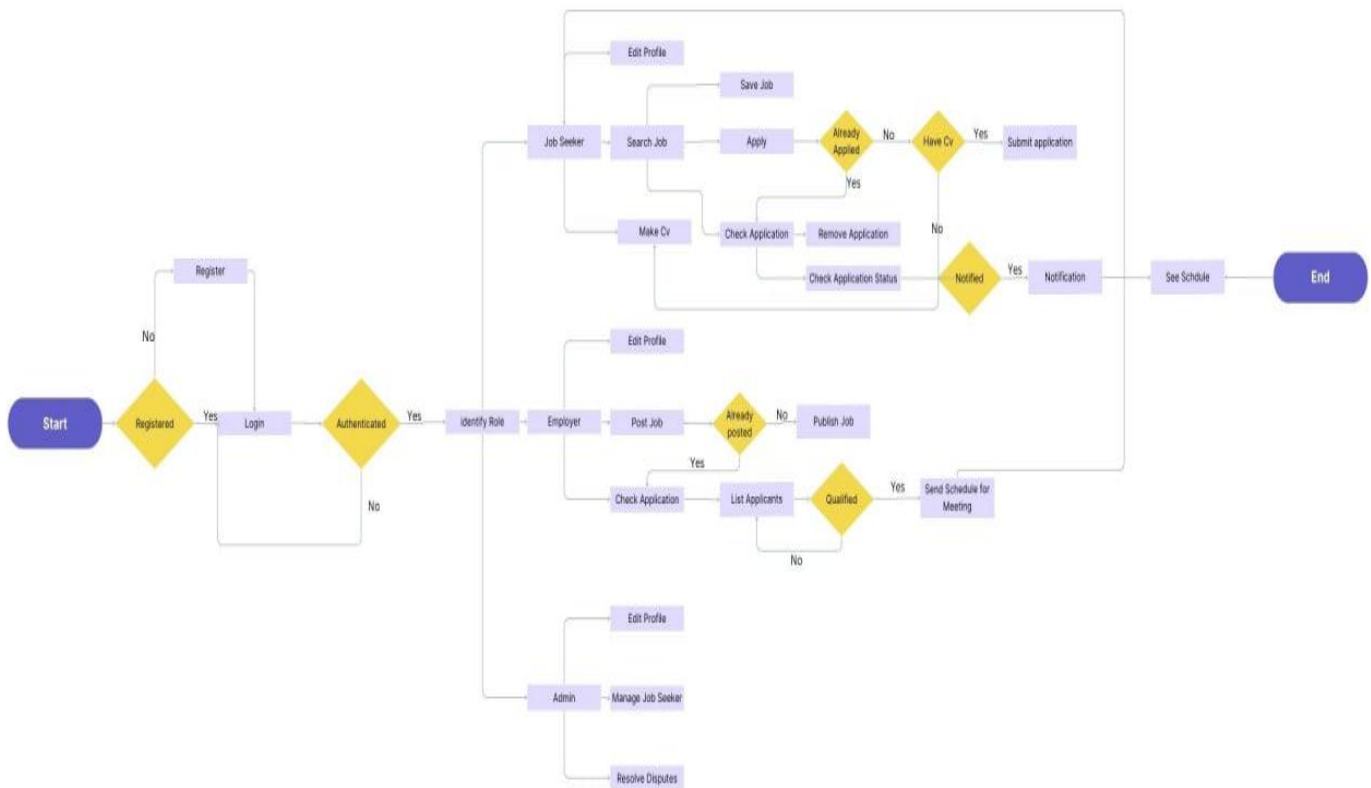 Edit Profile
Save Job
Job Seeker
Search Job
Apply
Already
Applied
No
Have Cv
Yes
Submit application
Yes
Make Cv
Check Application
Remove Application
No
Register
Check Application Status
Notified
Yes
Notification
See Schdule
End
No
Edit Profile
Start
Registered
Yes
Login
Authenticated
Yes
Identify Role
Employer
Post Job
Already
posted
No
Publish Job
Yes
No
Check Application
List Applicants
Qualified
Yes
Send Schedule for
Meeting
No
Edit Profile
Admin
Manage Job Seeker
Resolve Disputes